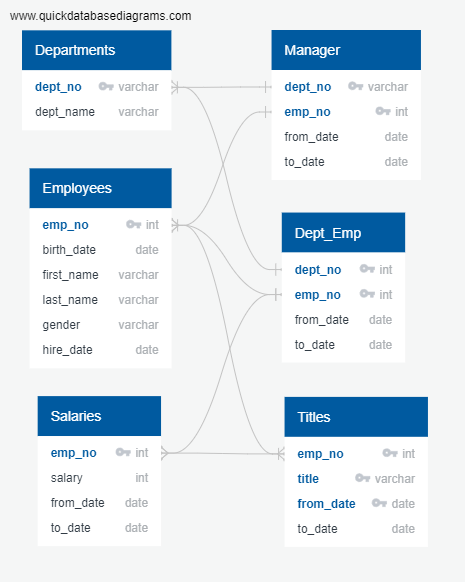 www.quickdatabasediagrams.com
Departments
dept_no varchar
dept_name varchar
Manager
dept_no varchar
emp_no int
from_date date
to_date date
Employees
emp_no int
birth_date date
first_name varchar
last_name varchar
gender varchar
hire_date date
Dept_Emp
dept_no int
emp_no int
from_date date
to_date date
Salaries
emp_no int
salary int
from_date date
to_date date
Titles
emp_no int
title varchar
from_date date
to_date date